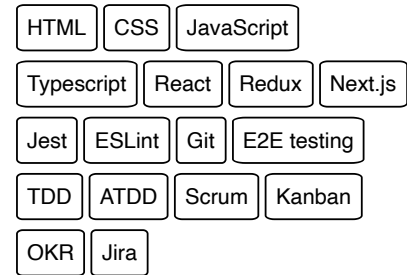 HTML CSS JavaScript
Typescript React Redux Next.js
Jest ESLint Git E2E testing
TDD ATDD Scrum Kanban
OKR Jira